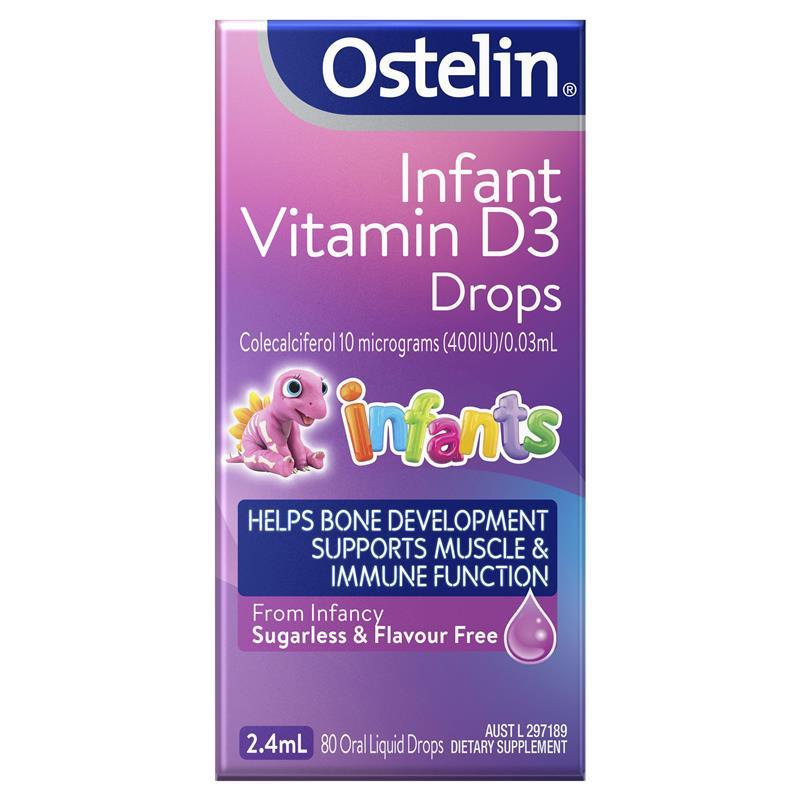 Ostelin®
Infant
Vitamin D3
Drops
Colecalciferol 10 micrograms (400IU)/0.03mL
infants
HELPS BONE DEVELOPMENT
SUPPORTS MUSCLE &
IMMUNE FUNCTION
From Infancy
Sugarless & Flavour Free
2.4mL
80 Oral Liquid Drops
AUST L 297189
DIETARY SUPPLEMENT